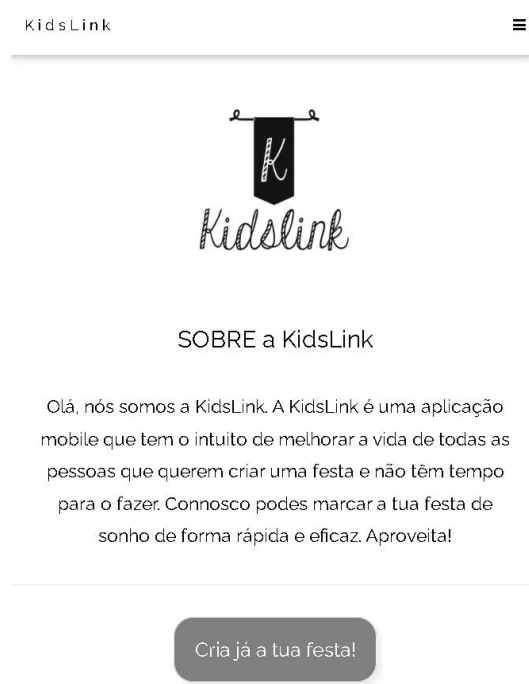 KidsLink
K
Kidslink
SOBRE a KidsLink
Olá, nós somos a KidsLink. A KidsLink é uma aplicação
mobile que tem o intuito de melhorar a vida de todas as
pessoas que querem criar uma festa e não têm tempo
para o fazer. Connosco podes marcar a tua festa de
sonho de forma rápida e eficaz. Aproveita!
Cria já a tua festa!